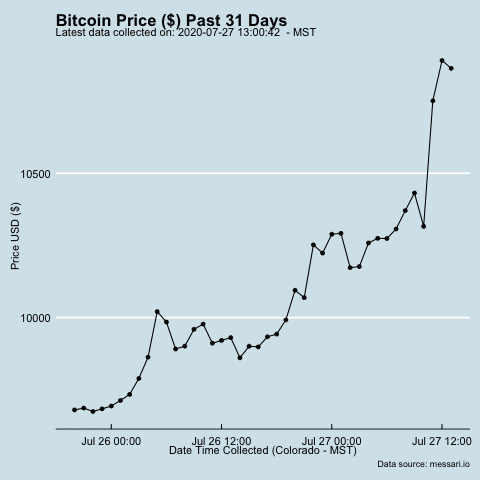 Bitcoin Price ($) Past 31 Days
Latest data collected on: 2020-07-27 13:00:42 - MST
10500
10000
Price USD ($)
Jul 26 00:00 Jul 26 12:00 Jul 27 00:00 Jul 27 12:00
Date Time Collected (Colorado - MST)
Data source: messari.io